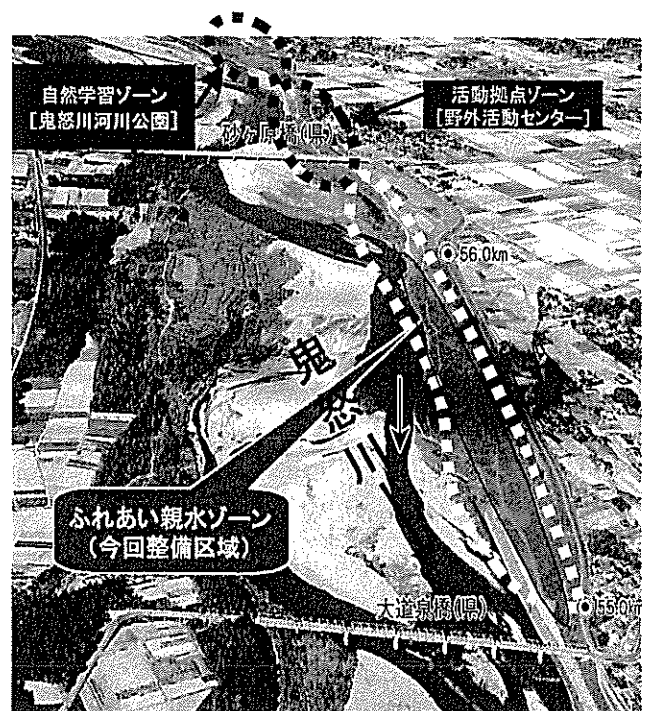 自然学習ゾーン
[鬼怒川河川公園]
活動拠点ゾーン
[野外活動センター]
砂ヶ原橋(県)
56.0km
鬼怒川
ふれあい親水ゾーン
(今回整備区域)
大道泉橋(県)
55.0km